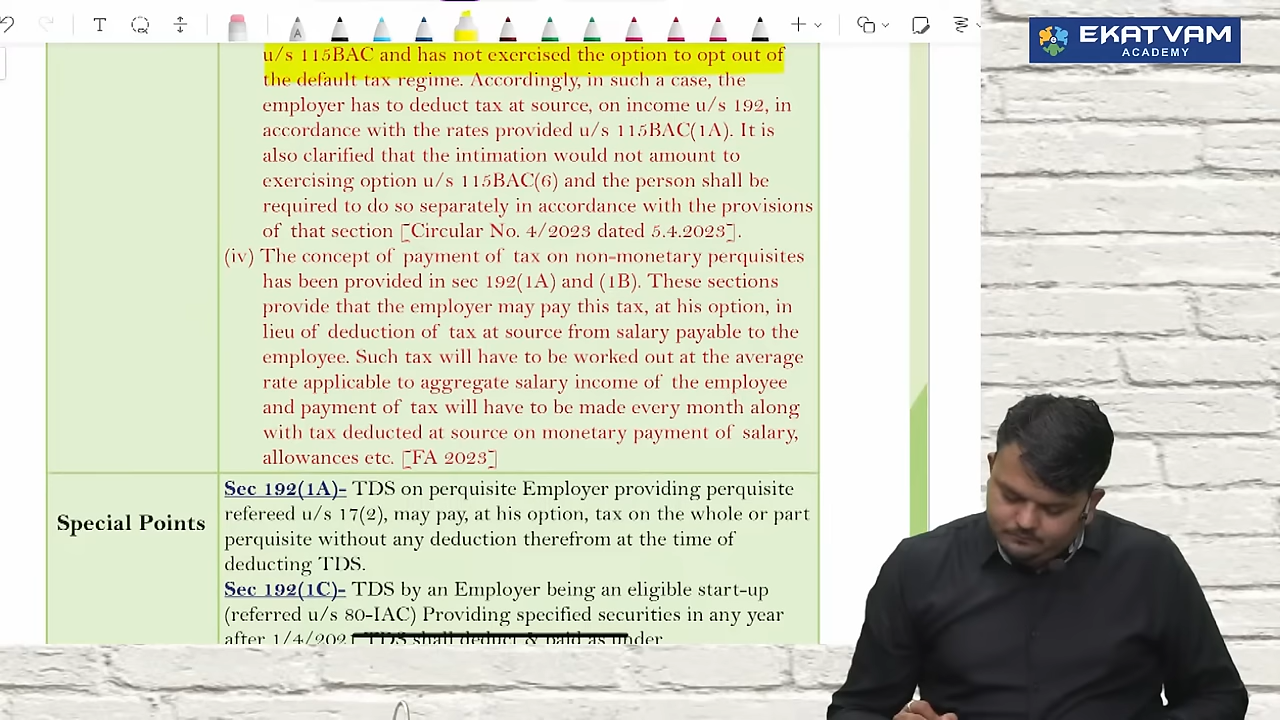 EKATVAM
ACADEMY
u/s 115BAC and has not exercised the option to opt out of
the default tax regime. Accordingly, in such a case, the
employer has to deduct tax at source, on income u/s 192, in
accordance with the rates provided u/s 115BAC(1A). It is
also clarified that the intimation would not amount to
exercising option u/s 115BAC(6) and the person shall be
required to do so separately in accordance with the provisions
of that section [Circular No. 4/2023 dated 5.4.2023].
(iv) The concept of payment of tax on non-monetary perquisites
has been provided in sec 192(1A) and (1B). These sections
provide that the employer may pay this tax, at his option, in
lieu of deduction of tax at source from salary payable to the
employee. Such tax will have to be worked out at the average
rate applicable to aggregate salary income of the employee
and payment of tax will have to be made every month along
with tax deducted at source on monetary payment of salary,
allowances etc. [FA 2023]
Special Points
Sec 192(1A)- TDS on perquisite Employer providing perquisite
refereed u/s 17(2), may pay, at his option, tax on the whole or part
perquisite without any deduction therefrom at the time of
deducting TDS.
Sec 192(1C)- TDS by an Employer being an eligible start-up
(referred u/s 80-IAC) Providing specified securities in any year
after 1/4/2021 TDS shall deduct & paid as under